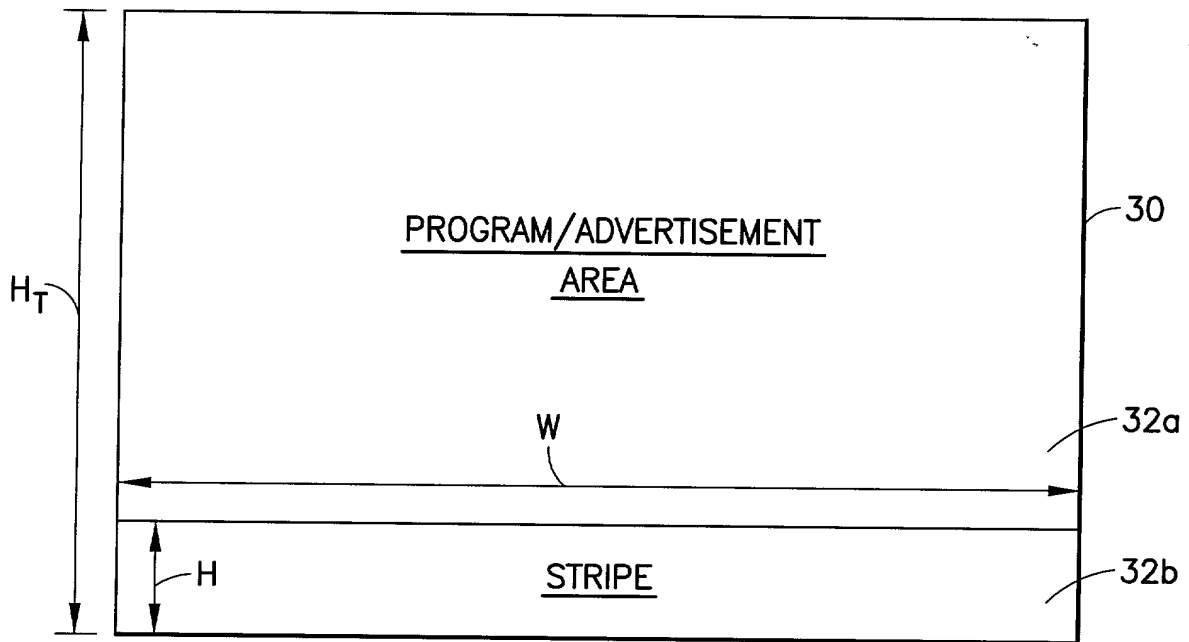 PROGRAM/ADVERTISEMENT
AREA
30
H_T
W
32a
H
STRIPE
32b